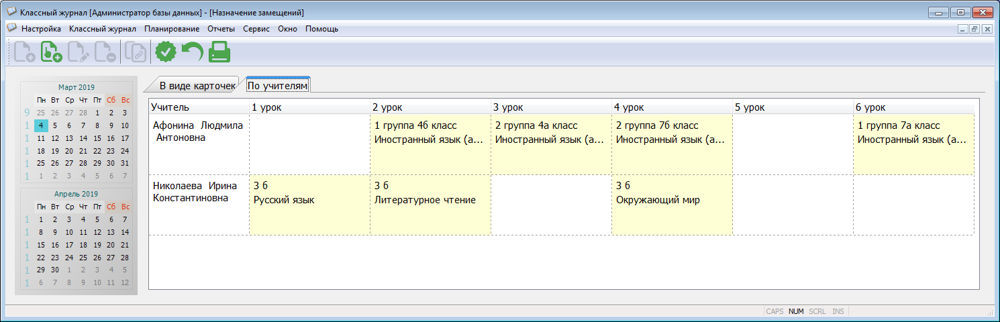 Классный журнал [Администратор базы данных] - [Назначение замещений]
Настройка Классный журнал Планирование Отчеты Сервис Окно Помощь
В виде карточек По учителям
Март 2019
Пн Вт Ср Чт Пт Сб Вс
9 25 26 27 28 1 2 3
1 4 5 6 7 8 9 10
1 11 12 13 14 15 16 17
1 18 19 20 21 22 23 24
1 25 26 27 28 29 30 31
1 1 2 3 4 5 6 7
Апрель 2019
Пн Вт Ср Чт Пт Сб Вс
1 1 2 3 4 5 6 7
1 8 9 10 11 12 13 14
1 15 16 17 18 19 20 21
1 22 23 24 25 26 27 28
1 29 30 1 2 3 4 5
1 6 7 8 9 10 11 12
Учитель 1 урок 2 урок 3 урок 4 урок 5 урок 6 урок
Афонина Людмила
Антоновна
1 группа 4б класс
Иностранный язык (а...
2 группа 4а класс
Иностранный язык (а...
2 группа 7б класс
Иностранный язык (а...
1 группа 7а класс
Иностранный язык (а...
Николаева Ирина
Константиновна
3 б
Русский язык
3 б
Литературное чтение
3 б
Окружающий мир
CAPS NUM SCRL INS